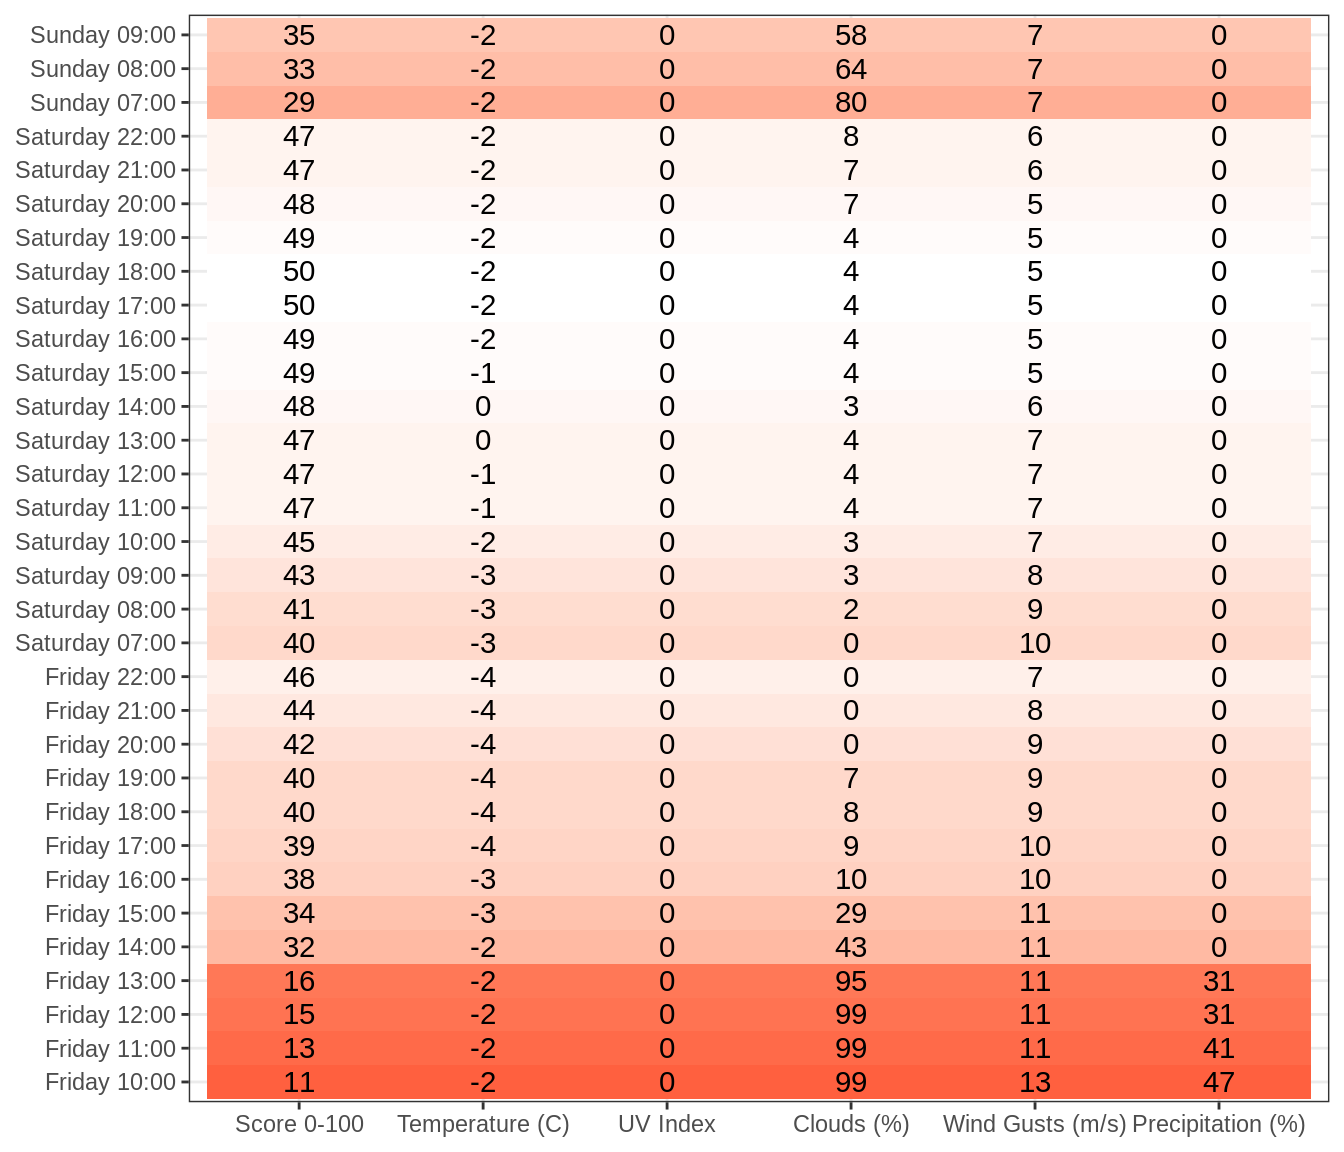 Sunday 09:00 35 -2 0 58 7 0
Sunday 08:00 33 -2 0 64 7 0
Sunday 07:00 29 -2 0 80 7 0
Saturday 22:00 47 -2 0 8 6 0
Saturday 21:00 47 -2 0 7 6 0
Saturday 20:00 48 -2 0 7 5 0
Saturday 19:00 49 -2 0 4 5 0
Saturday 18:00 50 -2 0 4 5 0
Saturday 17:00 50 -2 0 4 5 0
Saturday 16:00 49 -2 0 4 5 0
Saturday 15:00 49 -1 0 4 5 0
Saturday 14:00 48 0 0 3 6 0
Saturday 13:00 47 0 0 4 7 0
Saturday 12:00 47 -1 0 4 7 0
Saturday 11:00 47 -1 0 4 7 0
Saturday 10:00 45 -2 0 3 7 0
Saturday 09:00 43 -3 0 3 8 0
Saturday 08:00 41 -3 0 2 9 0
Saturday 07:00 40 -3 0 0 10 0
Friday 22:00 46 -4 0 0 7 0
Friday 21:00 44 -4 0 0 8 0
Friday 20:00 42 -4 0 0 9 0
Friday 19:00 40 -4 0 7 9 0
Friday 18:00 40 -4 0 8 9 0
Friday 17:00 39 -4 0 9 10 0
Friday 16:00 38 -3 0 10 10 0
Friday 15:00 34 -3 0 29 11 0
Friday 14:00 32 -2 0 43 11 0
Friday 13:00 16 -2 0 95 11 31
Friday 12:00 15 -2 0 99 11 31
Friday 11:00 13 -2 0 99 11 41
Friday 10:00 11 -2 0 99 13 47
Score 0-100 Temperature (C) UV Index Clouds (%) Wind Gusts (m/s) Precipitation (%)